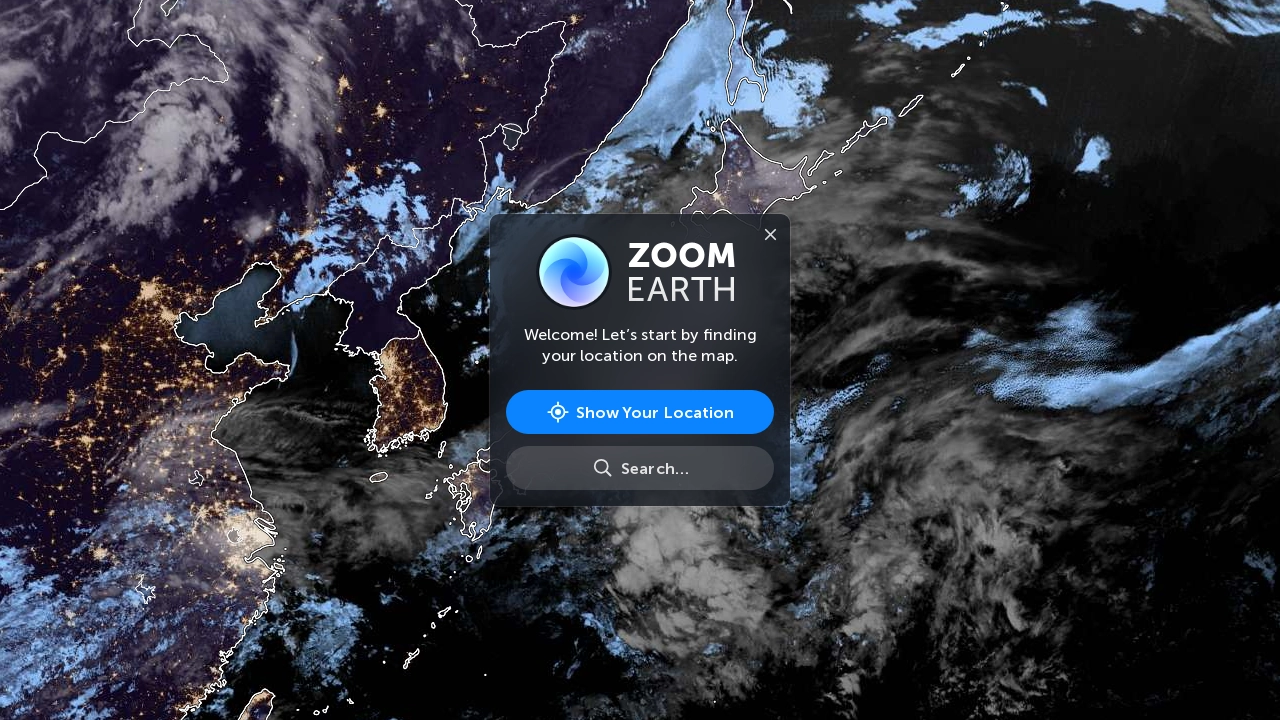 ZOOM
EARTH
Welcome! Let’s start by finding
your location on the map.
Show Your Location
Search...